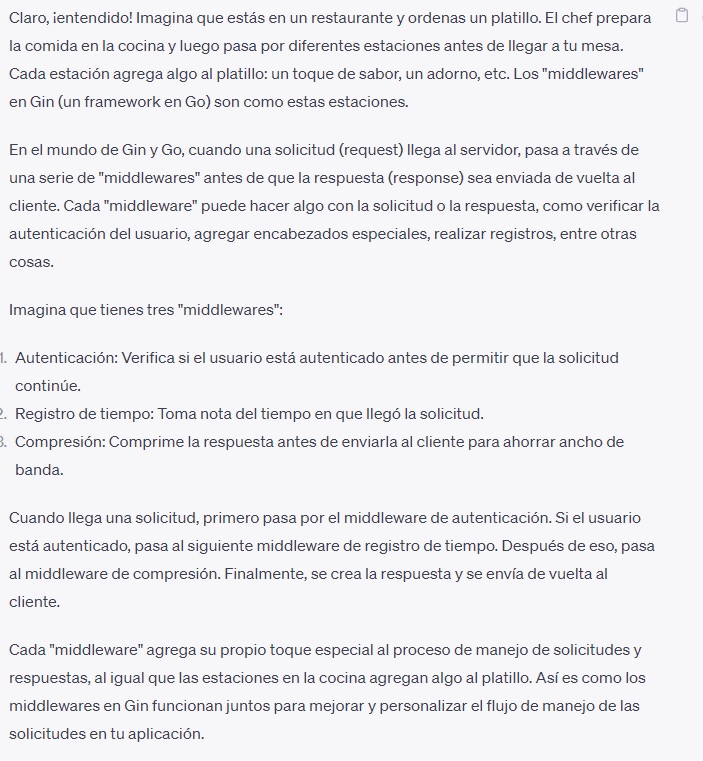 Claro, ¡entendido! Imagina que estás en un restaurante y ordenas un platillo. El chef prepara
la comida en la cocina y luego pasa por diferentes estaciones antes de llegar a tu mesa.
Cada estación agrega algo al platillo: un toque de sabor, un adorno, etc. Los "middlewares"
en Gin (un framework en Go) son como estas estaciones.
En el mundo de Gin y Go, cuando una solicitud (request) llega al servidor, pasa a través de
una serie de "middlewares" antes de que la respuesta (response) sea enviada de vuelta al
cliente. Cada "middleware" puede hacer algo con la solicitud o la respuesta, como verificar la
autenticación del usuario, agregar encabezados especiales, realizar registros, entre otras
cosas.
Imagina que tienes tres "middlewares":
1. Autenticación: Verifica si el usuario está autenticado antes de permitir que la solicitud
continúe.
2. Registro de tiempo: Toma nota del tiempo en que llegó la solicitud.
3. Compresión: Comprime la respuesta antes de enviarla al cliente para ahorrar ancho de
banda.
Cuando llega una solicitud, primero pasa por el middleware de autenticación. Si el usuario
está autenticado, pasa al siguiente middleware de registro de tiempo. Después de eso, pasa
al middleware de compresión. Finalmente, se crea la respuesta y se envía de vuelta al
cliente.
Cada "middleware" agrega su propio toque especial al proceso de manejo de solicitudes y
respuestas, al igual que las estaciones en la cocina agregan algo al platillo. Así es como los
middlewares en Gin funcionan juntos para mejorar y personalizar el flujo de manejo de las
solicitudes en tu aplicación.